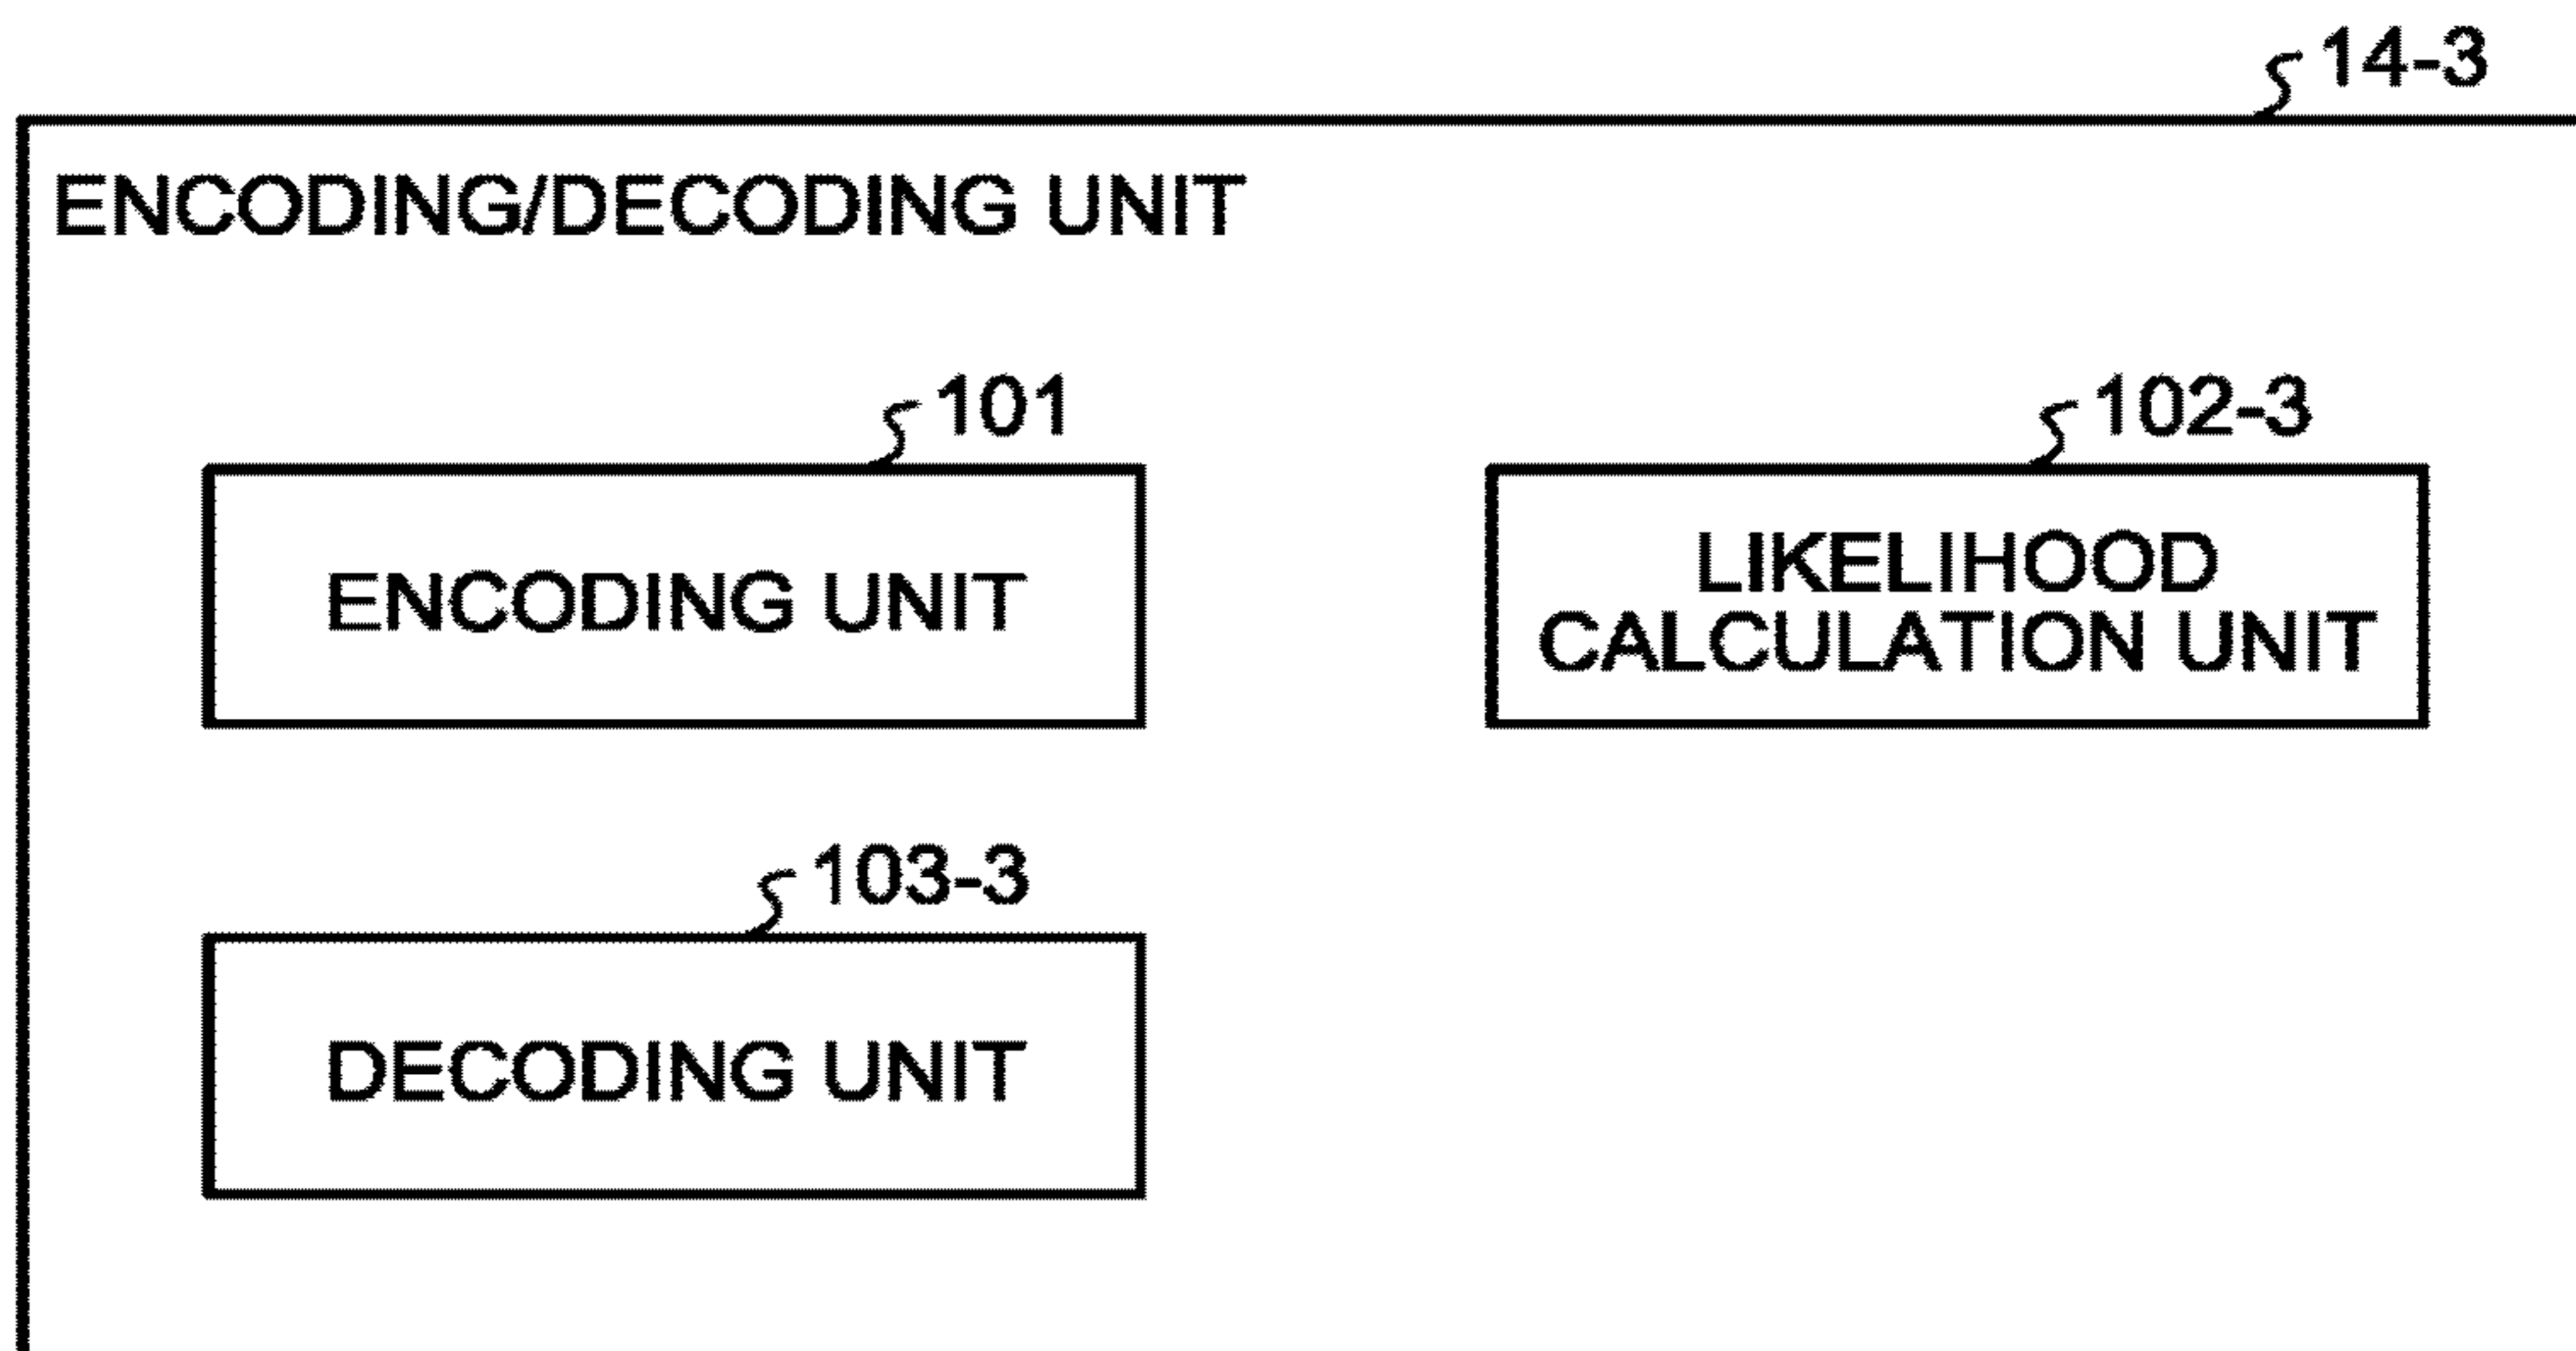 14-3
ENCODING/DECODING UNIT
101
102-3
ENCODING UNIT
LIKELIHOOD
CALCULATION UNIT
103-3
DECODING UNIT